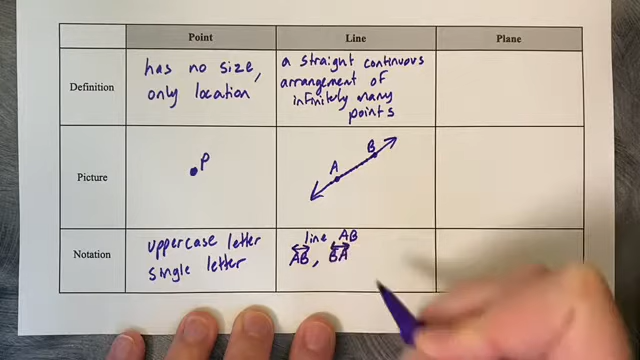 Point
Line
Plane
Definition
has no size,
only location
a straight continuous
arrangement of
infinitely many
points
Picture
P
A
B
Notation
uppercase letter
single letter
line AB
AB, BA